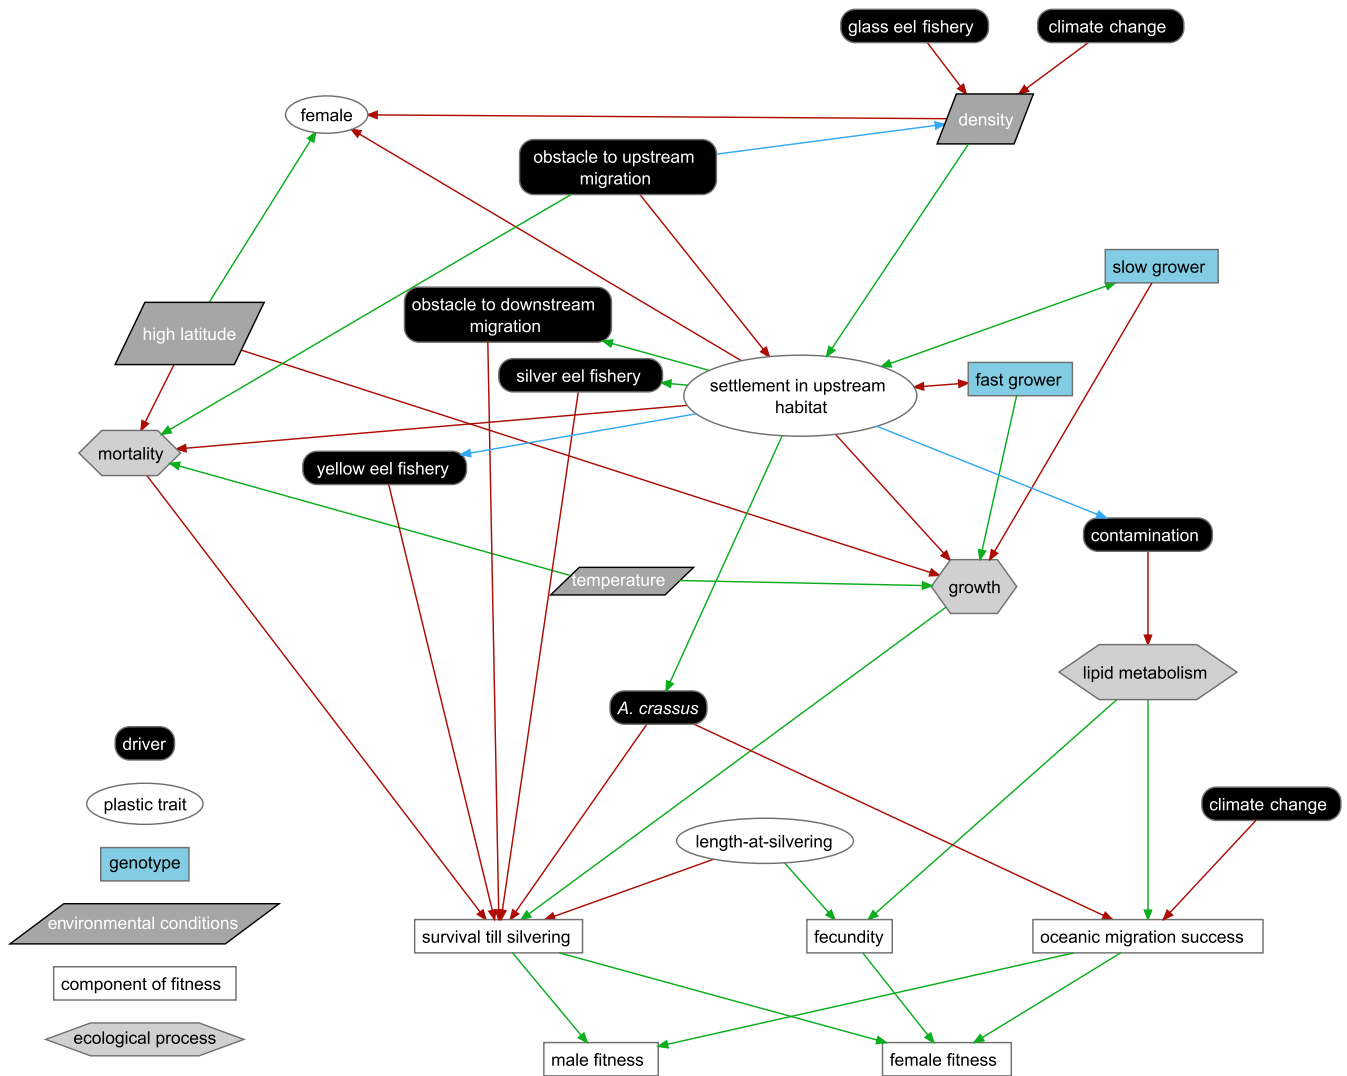 glass eel fishery
climate change
female
density
obstacle to upstream
migration
slow grower
high latitude
obstacle to downstream
migration
silver eel fishery
settlement in upstream
habitat
fast grower
mortality
yellow eel fishery
contamination
temperature
growth
lipid metabolism
A. crassus
driver
plastic trait
climate change
length-at-silvering
genotype
environmental conditions
survival till silvering
fecundity
oceanic migration success
component of fitness
ecological process
male fitness
female fitness